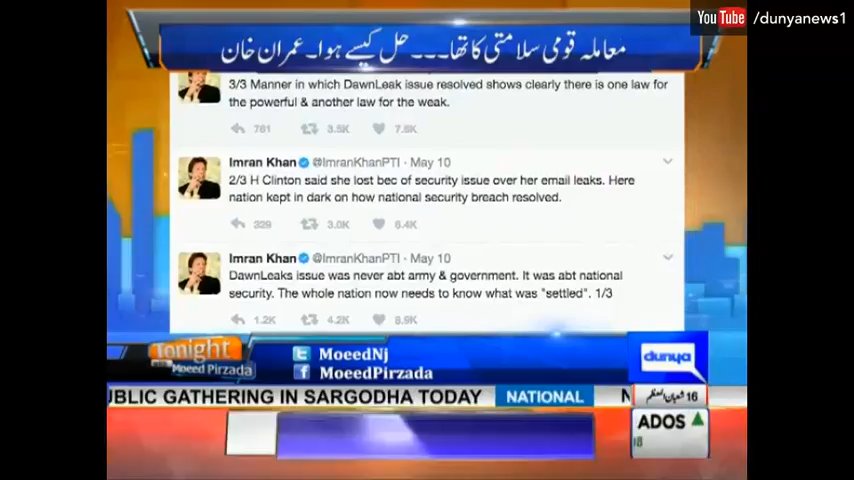 You Tube /dunyanews1
معاملہ قومی سلامتی کا تھا۔۔۔۔حل کیسے ہوا۔عمران خان
3/3 Manner in which DawnLeak issue resolved shows clearly there is one law for
the powerful & another law for the weak.
761 3.5K 7.8K
Imran Khan @ImranKhanPTI · May 10
2/3 H Clinton said she lost bec of security issue over her email leaks. Here
nation kept in dark on how national security breach resolved.
329 3.0K 6.4K
Imran Khan @ImranKhanPTI · May 10
DawnLeaks issue was never abt army & government. It was abt national
security. The whole nation now needs to know what was "settled". 1/3
1.2K 4.2K 8.9K
Tonight
with Moeed Pirzada
MoeedNj
MoeedPirzada
dunya
UBLIC GATHERING IN SARGODHA TODAY NATIONAL N
16 شعبان المعظم
ADOS